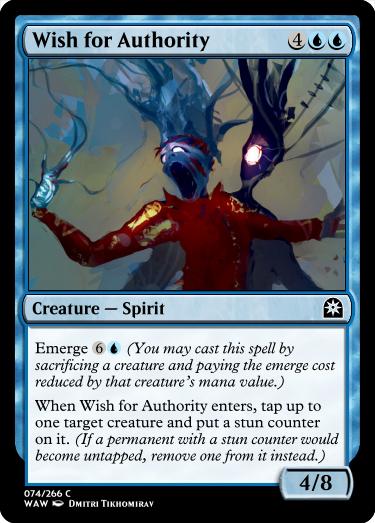 Wish for Authority 4
Creature — Spirit
Emerge 6 (You may cast this spell by
sacrificing a creature and paying the emerge cost
reduced by that creature's mana value.)
When Wish for Authority enters, tap up to
one target creature and put a stun counter
on it. (If a permanent with a stun counter would
become untapped, remove one from it instead.)
4/8
074/266 C
WAW Dmitri Tikhomirav